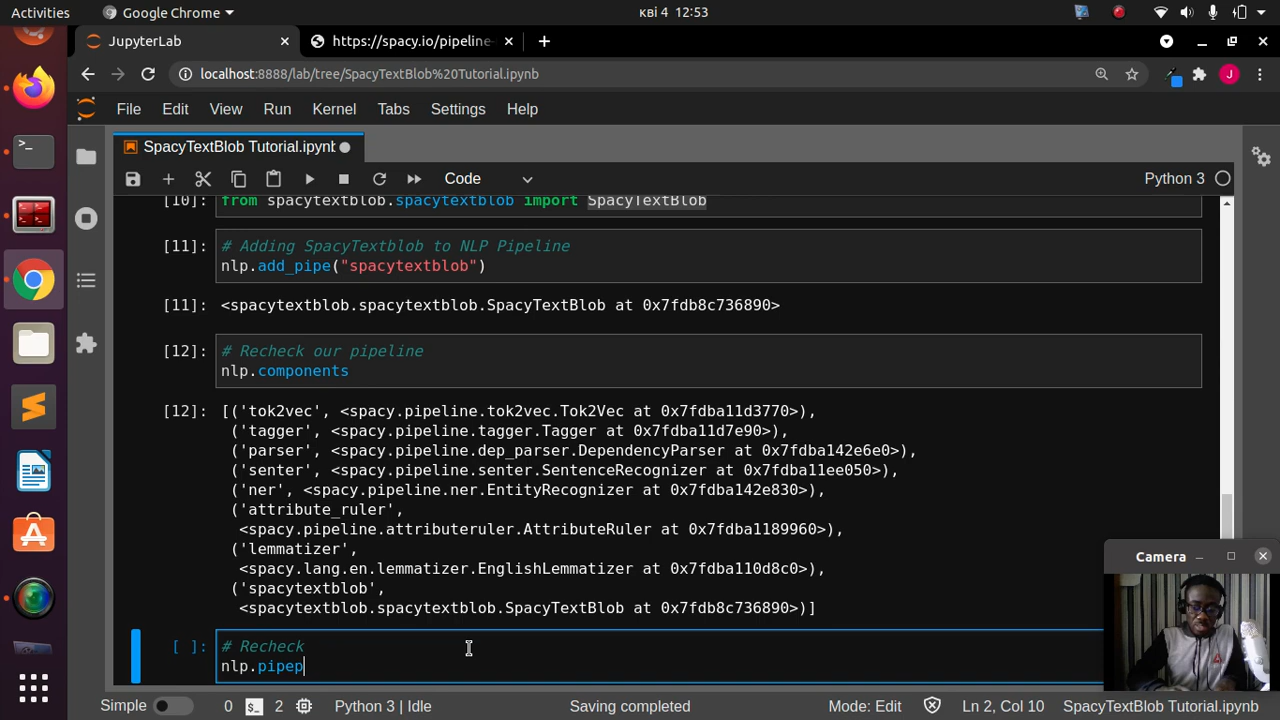 Activities
Google Chrome
кві 4 12:53
JupyterLab
https://spacy.io/pipeline-
localhost:8888/lab/tree/SpacyTextBlob%20Tutorial.ipynb
J
File Edit View Run Kernel Tabs Settings Help
SpacyTextBlob Tutorial.ipynb
Code
Python 3
[10]: from spacytextblob.spacytextblob import SpacyTextBlob
[11]: # Adding SpacyTextblob to NLP Pipeline
nlp.add_pipe("spacytextblob")
[11]: <spacytextblob.spacytextblob.SpacyTextBlob at 0x7fdb8c736890>
[12]: # Recheck our pipeline
nlp.components
[12]: [('tok2vec', <spacy.pipeline.tok2vec.Tok2Vec at 0x7fdba11d3770>),
('tagger', <spacy.pipeline.tagger.Tagger at 0x7fdba11d7e90>),
('parser', <spacy.pipeline.dep_parser.DependencyParser at 0x7fdba142e6e0>),
('senter', <spacy.pipeline.senter.SentenceRecognizer at 0x7fdba11ee050>),
('ner', <spacy.pipeline.ner.EntityRecognizer at 0x7fdba142e830>),
('attribute_ruler',
<spacy.pipeline.attributeruler.AttributeRuler at 0x7fdba1189960>),
('lemmatizer',
<spacy.lang.en.lemmatizer.EnglishLemmatizer at 0x7fdba110d8c0>),
('spacytextblob',
<spacytextblob.spacytextblob.SpacyTextBlob at 0x7fdb8c736890>)]
[ ]: # Recheck
nlp.pipep
Camera
Simple 0 $_ 2 Python 3 | Idle Saving completed Mode: Edit Ln 2, Col 10 SpacyTextBlob Tutorial.ipynb